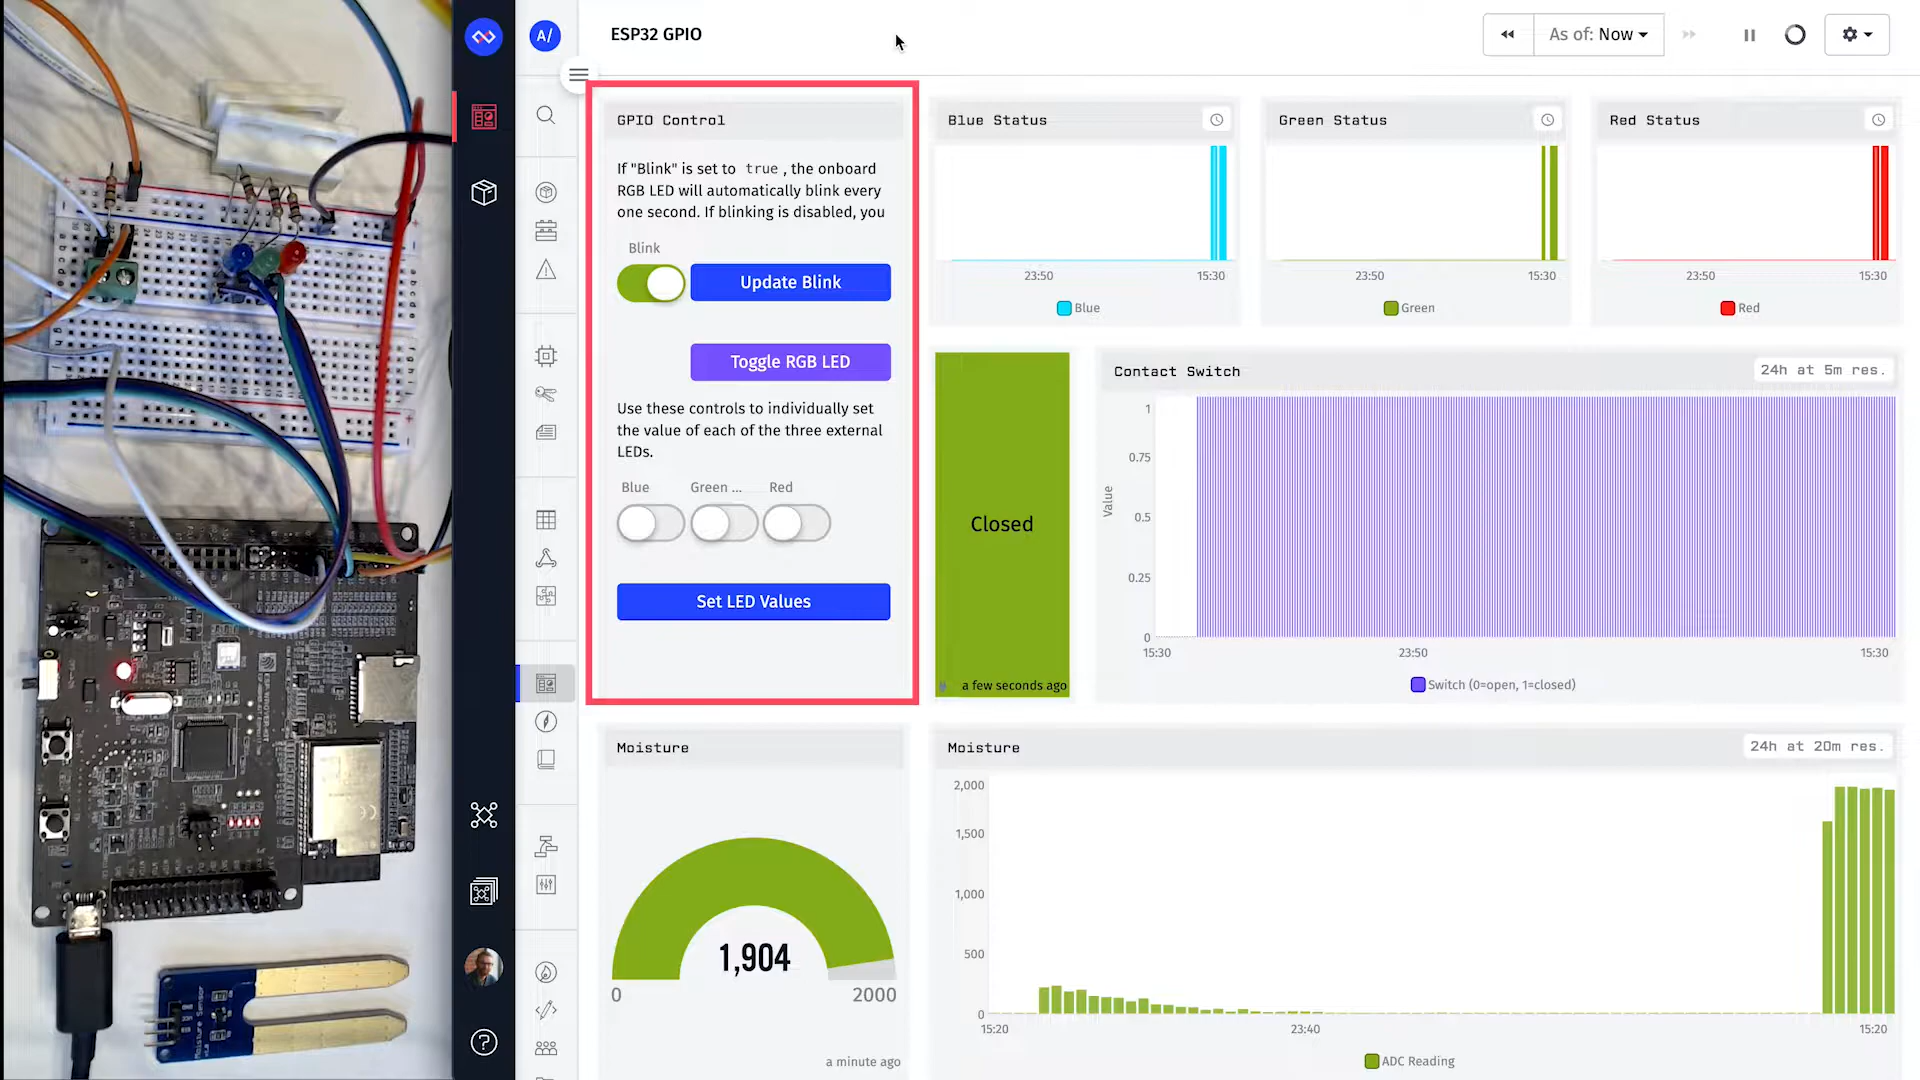 A/
ESP32 GPIO
As of: Now
GPIO Control
If "Blink" is set to true , the onboard
RGB LED will automatically blink every
one second. If blinking is disabled, you
Blink
Update Blink
Toggle RGB LED
Use these controls to individually set
the value of each of the three external
LEDs.
Blue
Green ...
Red
Set LED Values
Blue Status
23:50
15:30
Blue
Green Status
23:50
15:30
Green
Red Status
23:50
15:30
Red
Closed
a few seconds ago
Contact Switch
24h at 5m res.
1
0.75
0.5
0.25
0
Value
15:30
23:50
15:30
Switch (0=open, 1=closed)
Moisture
1,904
0
2000
a minute ago
Moisture
24h at 20m res.
2,000
1,500
1,000
500
0
15:20
23:40
15:20
ADC Reading
Moisture Sensor